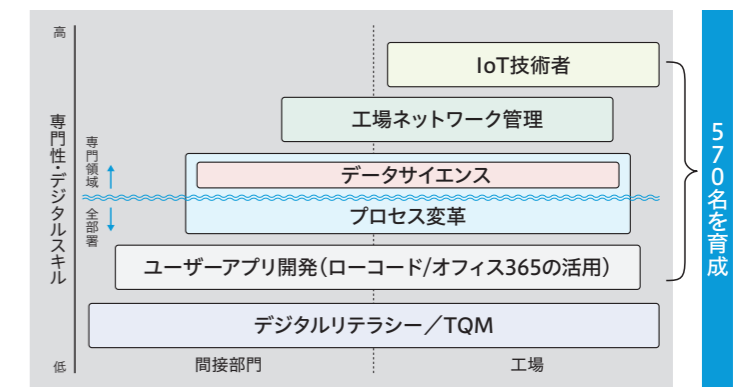 高
専門性・デジタルスキル
低
専門領域
全部署
IoT技術者
工場ネットワーク管理
データサイエンス
プロセス変革
ユーザーアプリ開発（ローコード/オフィス365の活用）
デジタルリテラシー／TQM
間接部門
工場
570名を育成